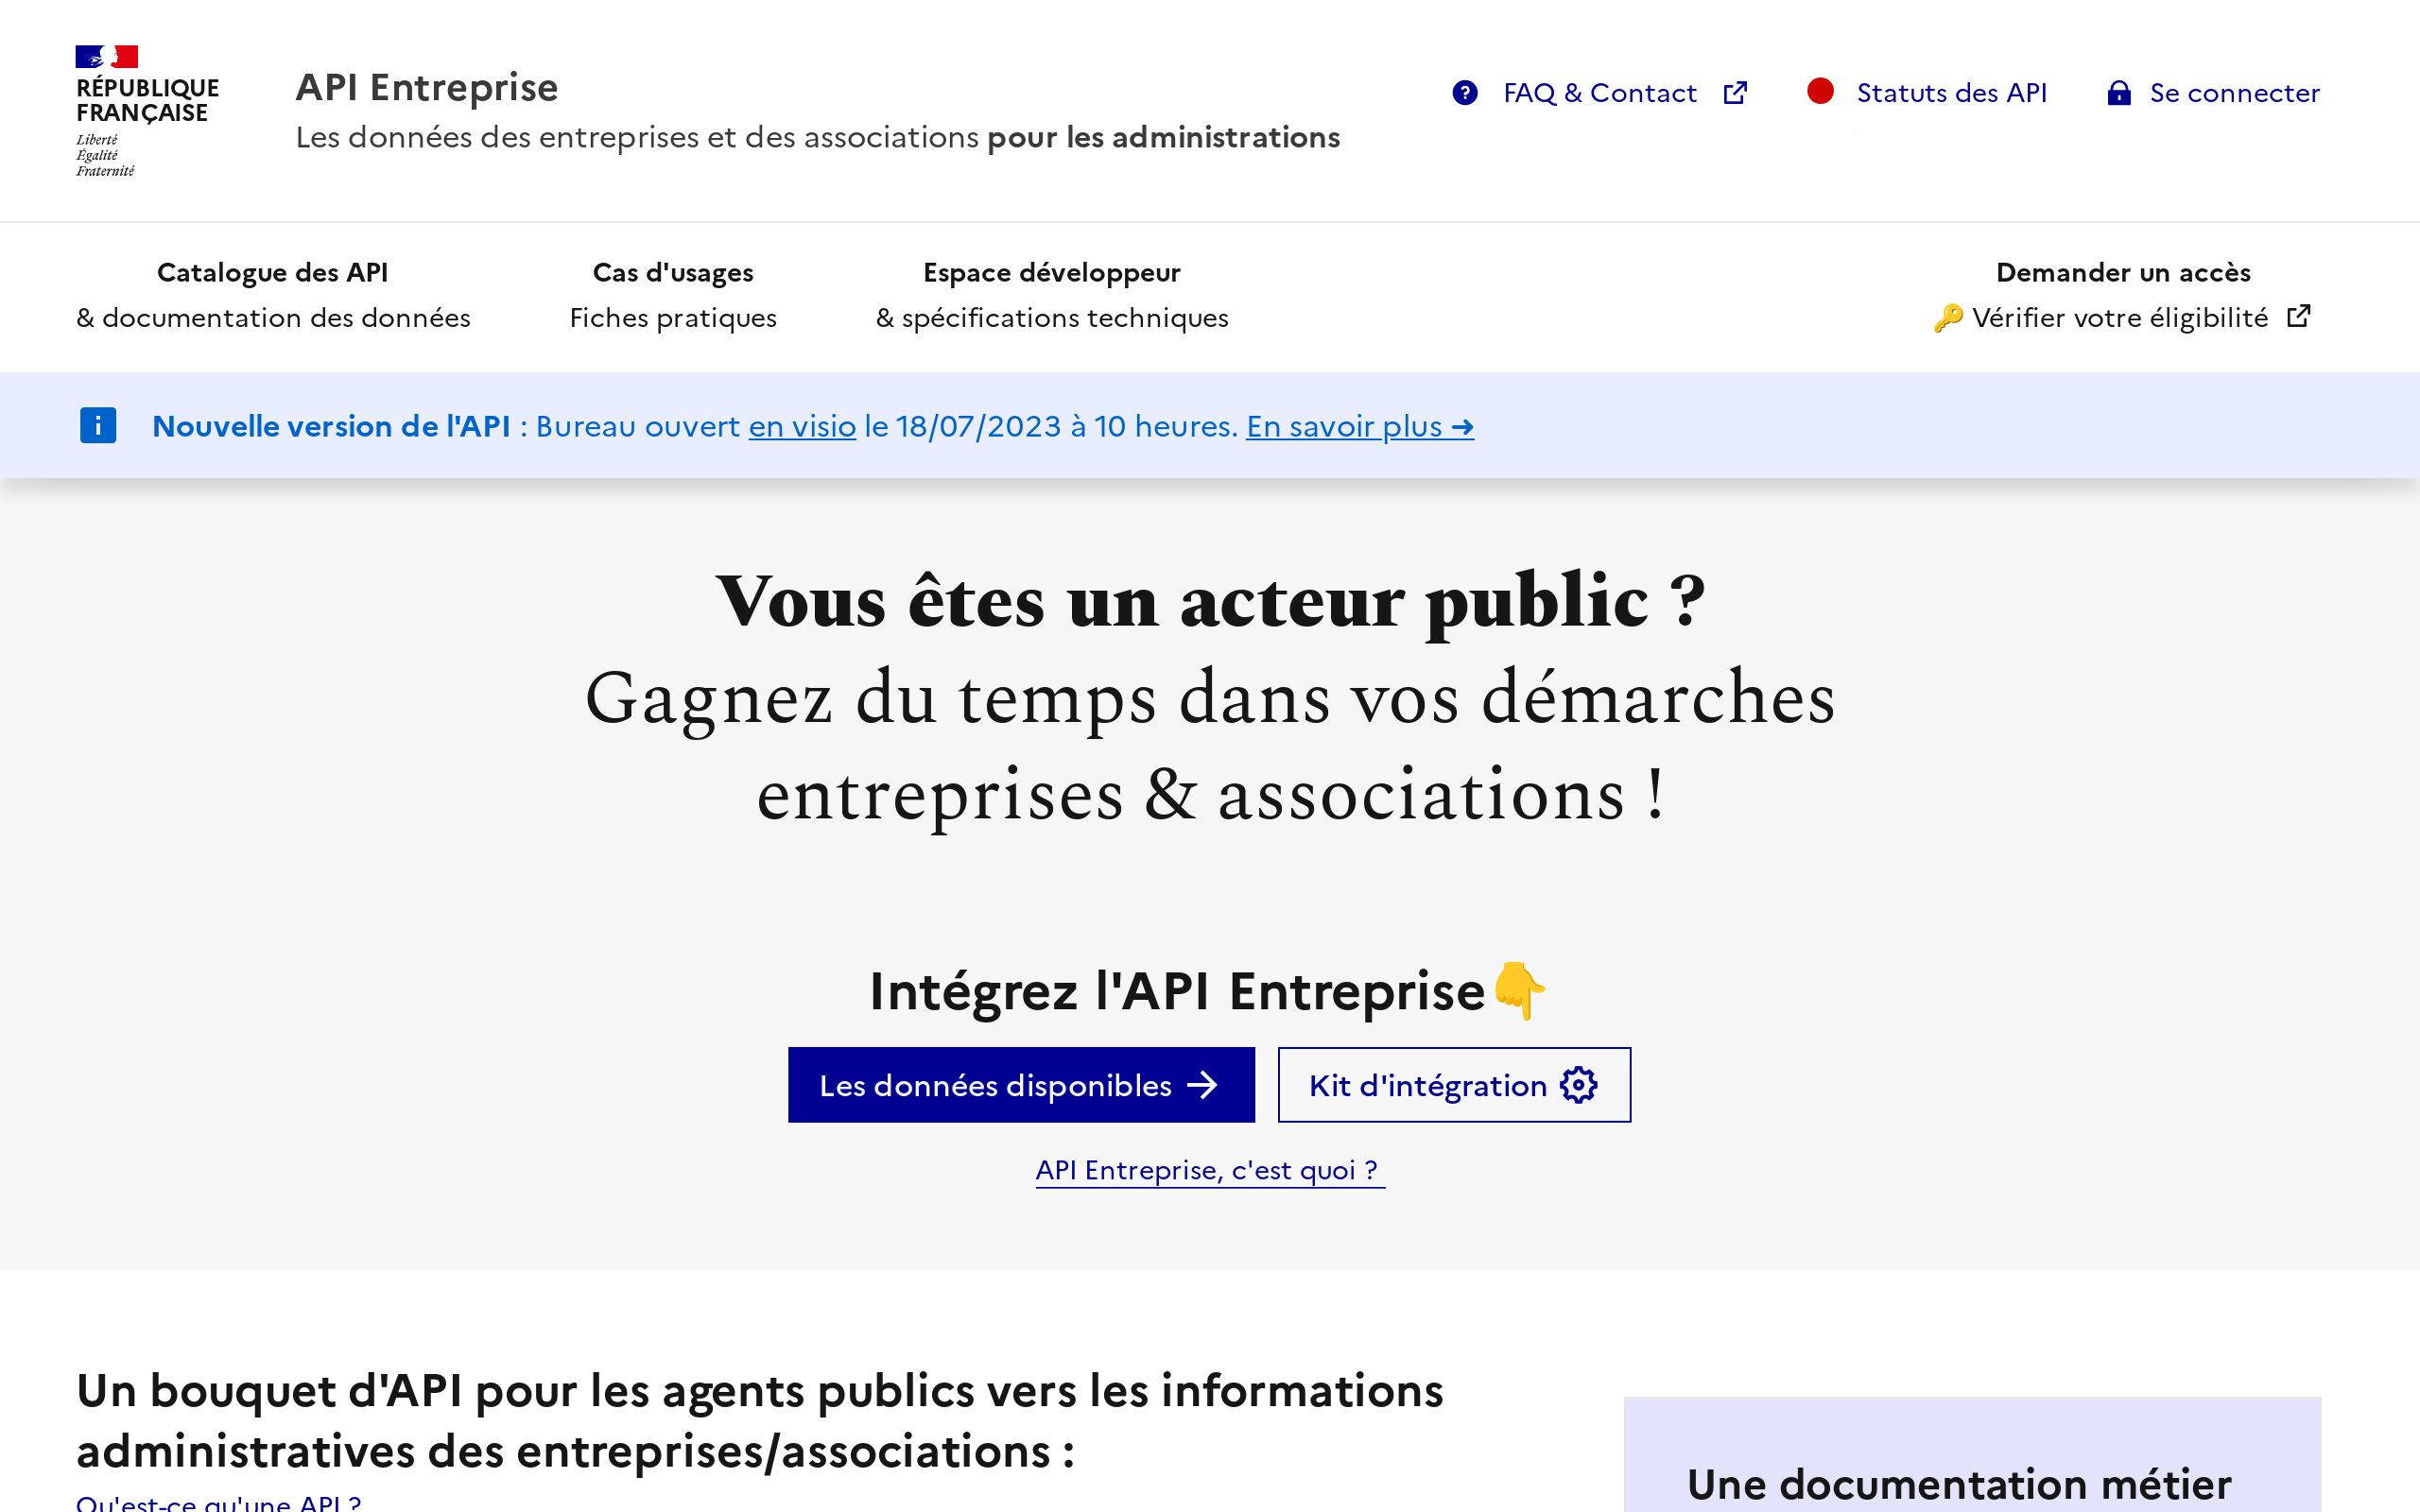 RÉPUBLIQUE
FRANÇAISE
Liberté
Égalité
Fraternité
API Entreprise
Les données des entreprises et des associations pour les administrations
FAQ & Contact
Statuts des API
Se connecter
Catalogue des API
& documentation des données
Cas d'usages
Fiches pratiques
Espace développeur
& spécifications techniques
Demander un accès
🔑 Vérifier votre éligibilité
Nouvelle version de l'API : Bureau ouvert en visio le 18/07/2023 à 10 heures. En savoir plus ➜
Vous êtes un acteur public ?
Gagnez du temps dans vos démarches
entreprises & associations !
Intégrez l'API Entreprise👇
Les données disponibles
Kit d'intégration
API Entreprise, c'est quoi ?
Un bouquet d'API pour les agents publics vers les informations
administratives des entreprises/associations :
Qu'est-ce qu'une API ?
Une documentation métier